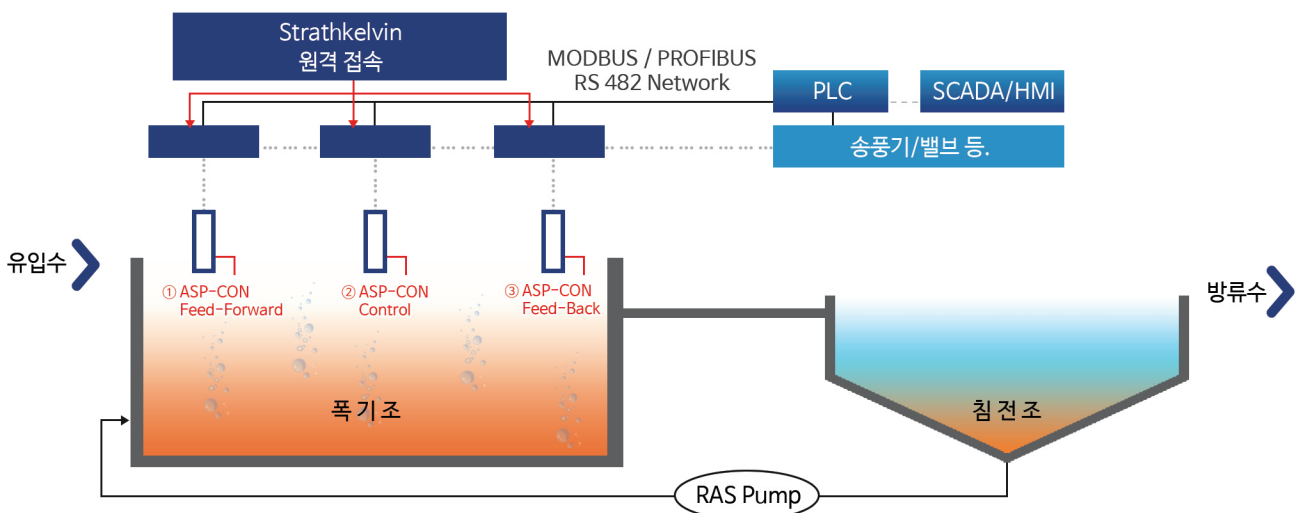 Strathkelvin
원격 접속
MODBUS / PROFIBUS
RS 482 Network
PLC
SCADA/HMI
송풍기/밸브 등.
유입수
① ASP-CON
Feed-Forward
② ASP-CON
Control
③ ASP-CON
Feed-Back
방류수
폭기조
침전조
RAS Pump